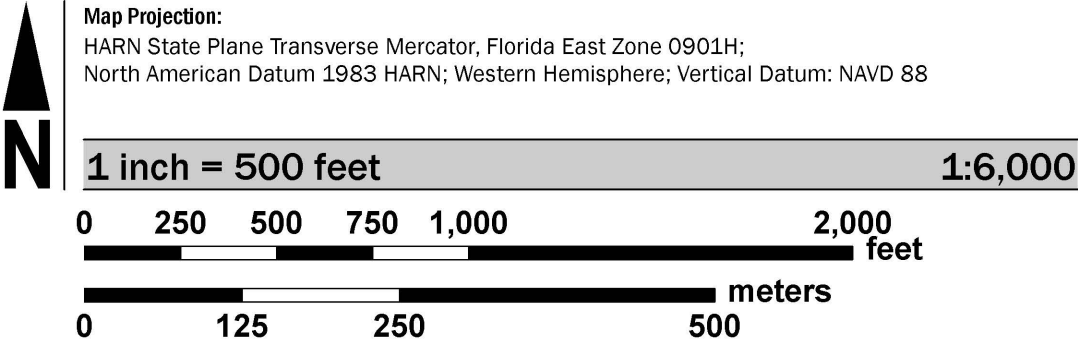 Map Projection:
HARN State Plane Transverse Mercator, Florida East Zone 0901H;
North American Datum 1983 HARN; Western Hemisphere; Vertical Datum: NAVD 88
N
1 inch = 500 feet 1:6,000
0 250 500 750 1,000 2,000
feet
meters
0 125 250 500